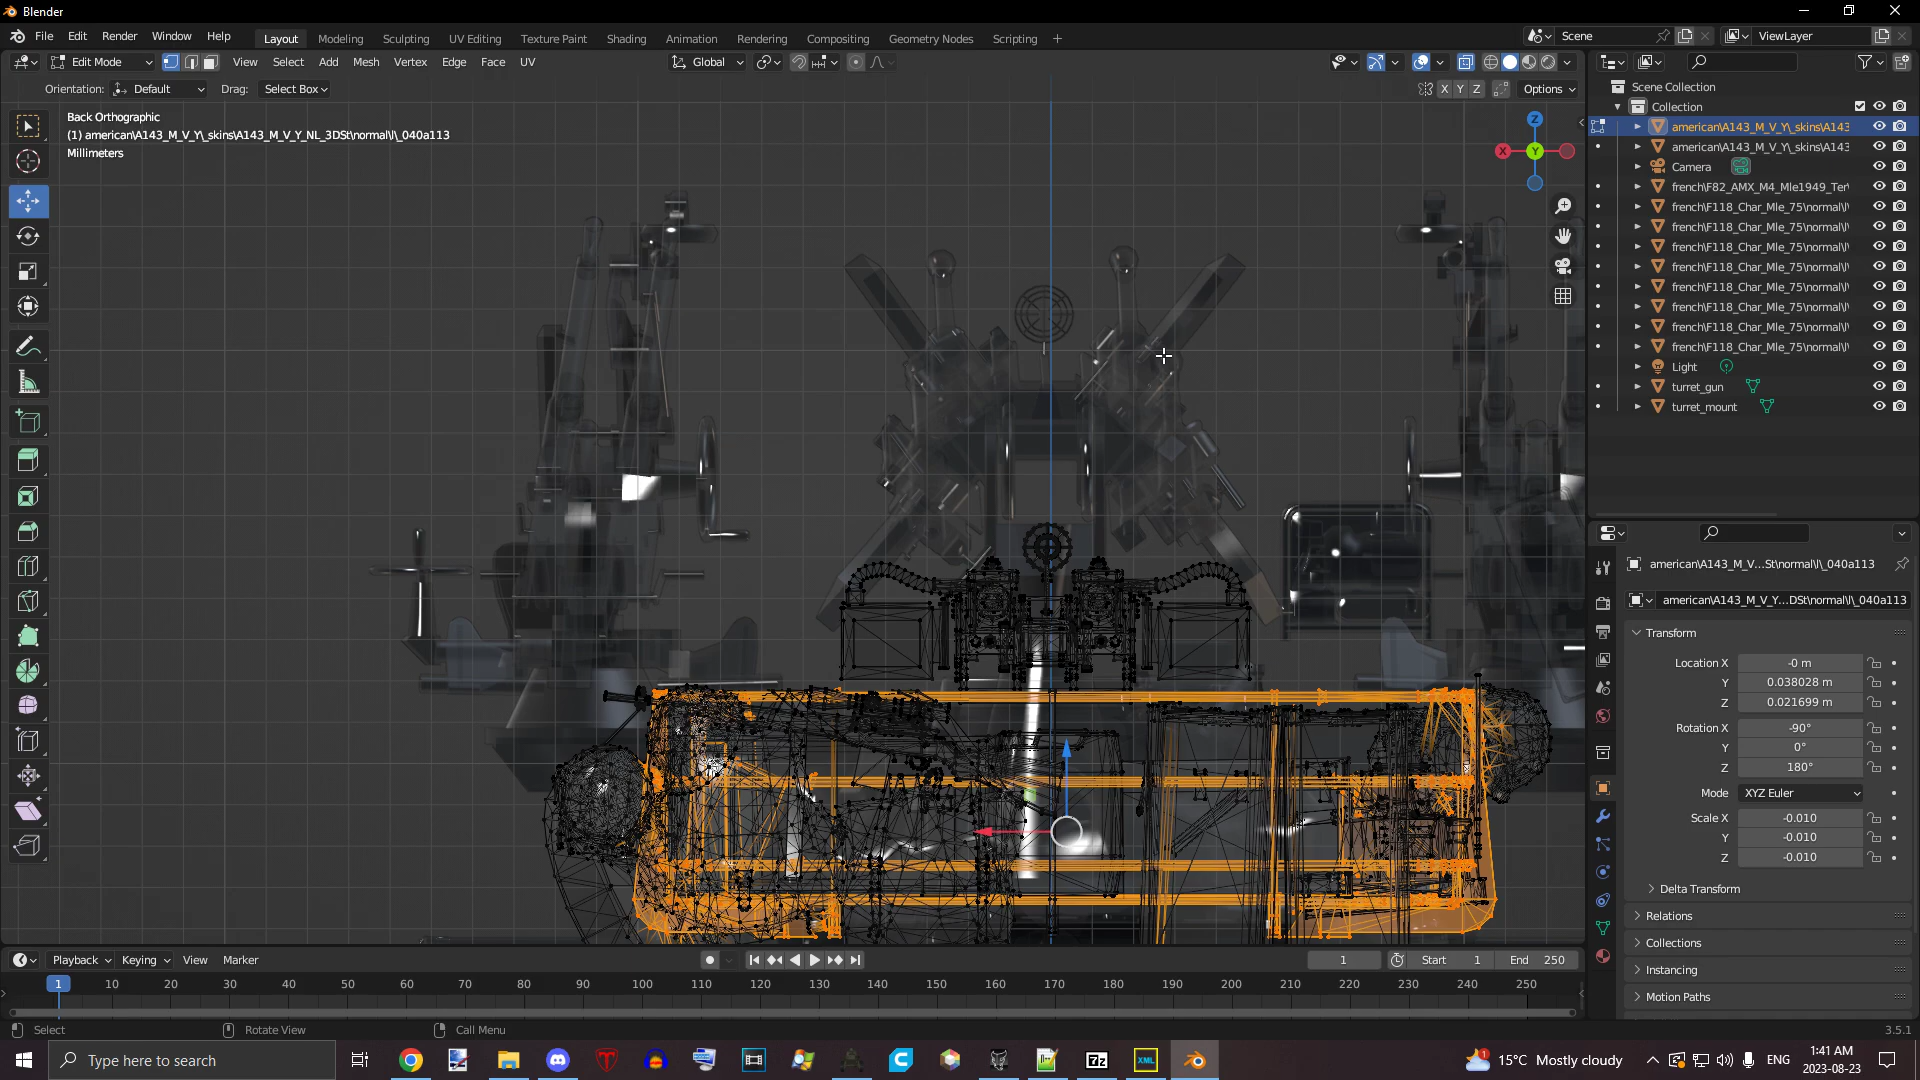 Blender
File Edit Render Window Help
Layout Modeling Sculpting UV Editing Texture Paint Shading Animation Rendering Compositing Geometry Nodes Scripting +
Scene
ViewLayer
Edit Mode View Select Add Mesh Vertex Edge Face UV
Global
Orientation: Default Drag: Select Box
X Y Z Options
Back Orthographic
(1) american\A143_M_V_Y\_skins\A143_M_V_Y_NL_3DSt\normal\l\_040a113
Millimeters
Z
X
Y
Scene Collection
Collection
american\A143_M_V_Y\_skins\A143
american\A143_M_V_Y\_skins\A143
Camera
french\F82_AMX_M4_Mle1949_Ter\
french\F118_Char_Mle_75\normal\l\
french\F118_Char_Mle_75\normal\l\
french\F118_Char_Mle_75\normal\l\
french\F118_Char_Mle_75\normal\l\
french\F118_Char_Mle_75\normal\l\
french\F118_Char_Mle_75\normal\l\
french\F118_Char_Mle_75\normal\l\
french\F118_Char_Mle_75\normal\l\
Light
turret_gun
turret_mount
american\A143_M_V...St\normal\l\_040a113
american\A143_M_V_Y...DSt\normal\l\_040a113
Transform
Location X -0 m
Y 0.038028 m
Z 0.021699 m
Rotation X -90°
Y 0°
Z 180°
Mode XYZ Euler
Scale X -0.010
Y -0.010
Z -0.010
Delta Transform
Relations
Collections
Instancing
Motion Paths
Playback Keying View Marker
1 Start 1 End 250
1 10 20 30 40 50 60 70 80 90 100 110 120 130 140 150 160 170 180 190 200 210 220 230 240 250
Select Rotate View Call Menu
3.5.1
Type here to search
7z
XML
1
15°C Mostly cloudy
ENG
1:41 AM
2023-08-23